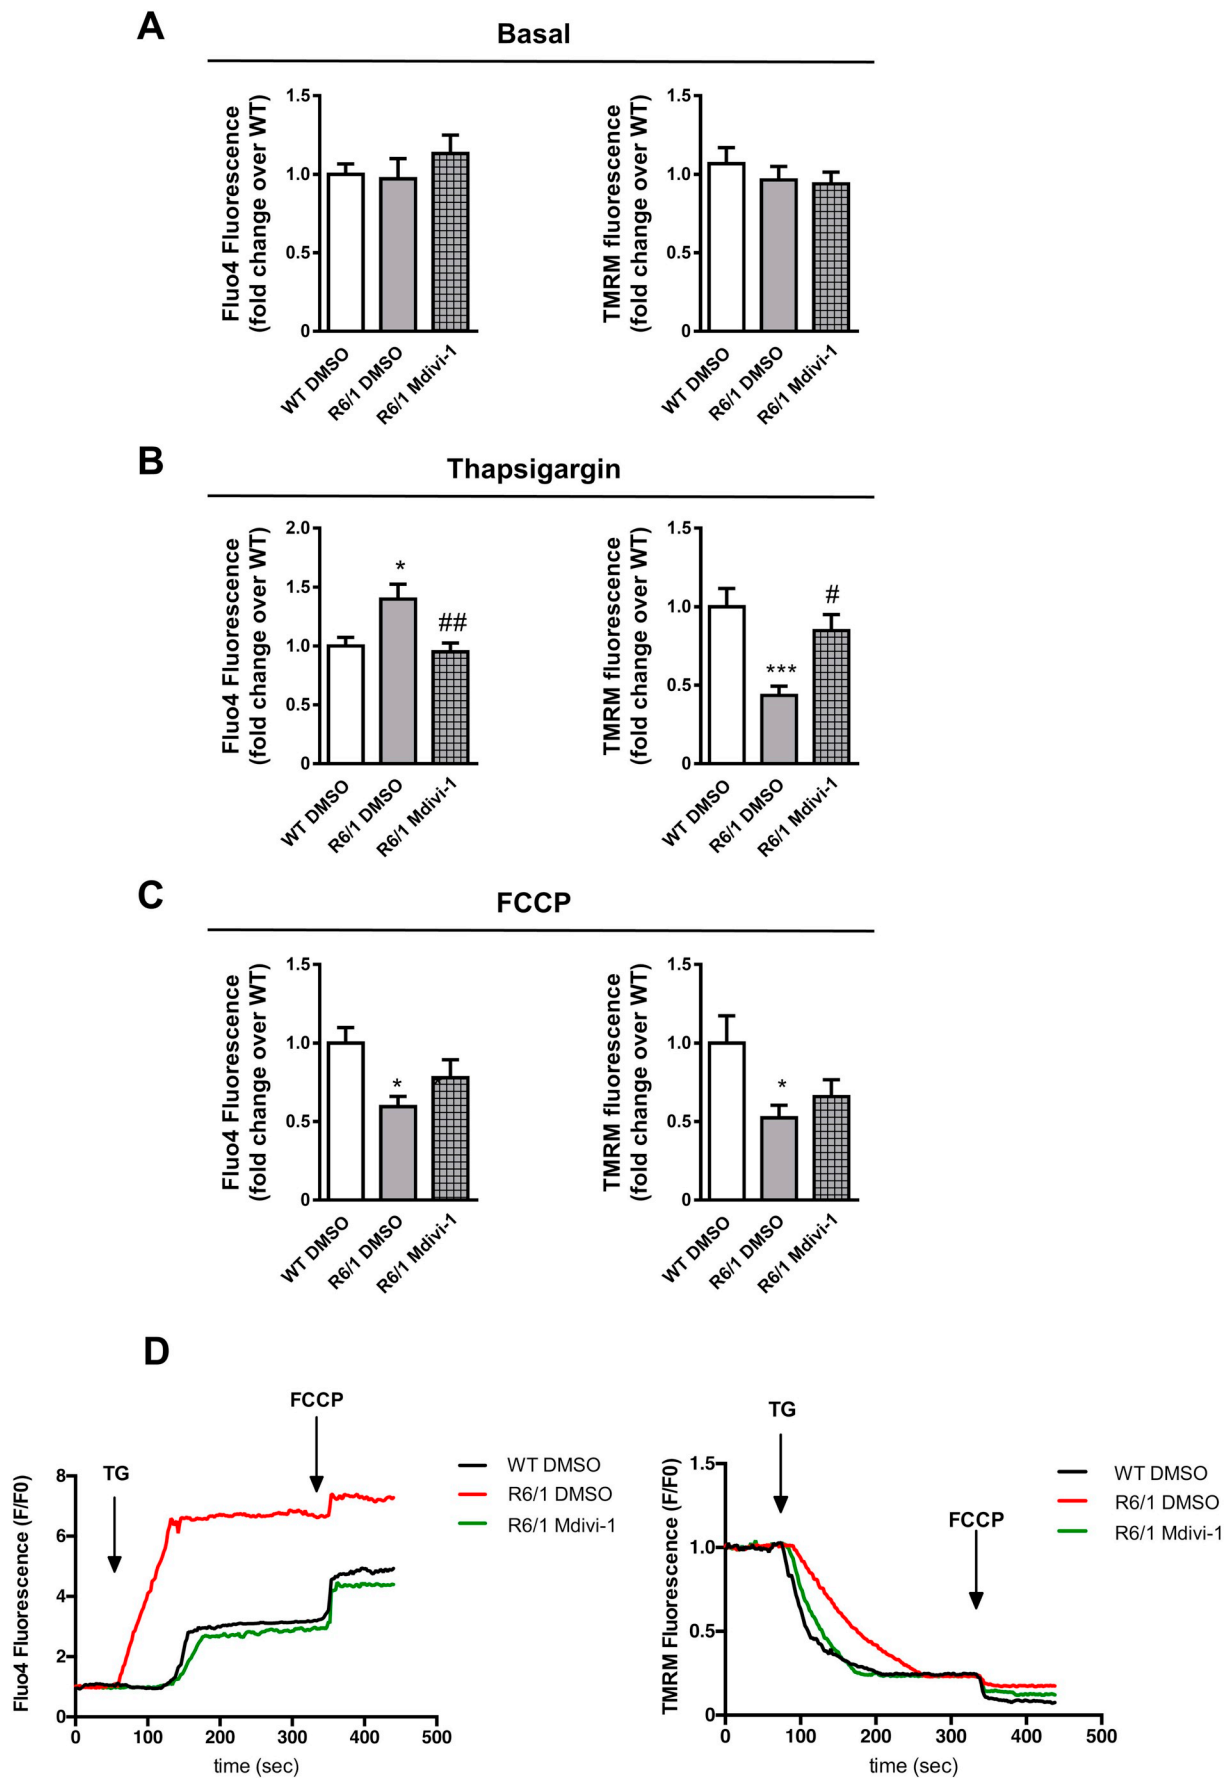 A
Basal
Fluo4 Fluorescence
(fold change over WT)
1.5
1.0
0.5
0
WT DMSO
R6/1 DMSO
R6/1 Mdivi-1
TMRM fluorescence
(fold change over WT)
1.5
1.0
0.5
0
WT DMSO
R6/1 DMSO
R6/1 Mdivi-1
B
Thapsigargin
Fluo4 Fluorescence
(fold change over WT)
2.0
1.5
1.0
0.5
0
*
##
WT DMSO
R6/1 DMSO
R6/1 Mdivi-1
TMRM fluorescence
(fold change over WT)
1.5
1.0
0.5
0
***
#
WT DMSO
R6/1 DMSO
R6/1 Mdivi-1
C
FCCP
Fluo4 Fluorescence
(fold change over WT)
1.5
1.0
0.5
0
*
*
WT DMSO
R6/1 DMSO
R6/1 Mdivi-1
TMRM fluorescence
(fold change over WT)
1.5
1.0
0.5
0
*
WT DMSO
R6/1 DMSO
R6/1 Mdivi-1
D
Fluo4 Fluorescence (F/F0)
8
6
4
2
0
TG
FCCP
WT DMSO
R6/1 DMSO
R6/1 Mdivi-1
0 100 200 300 400 500
time (sec)
TMRM Fluorescence (F/F0)
1.5
1.0
0.5
0
TG
FCCP
WT DMSO
R6/1 DMSO
R6/1 Mdivi-1
0 100 200 300 400 500
time (sec)